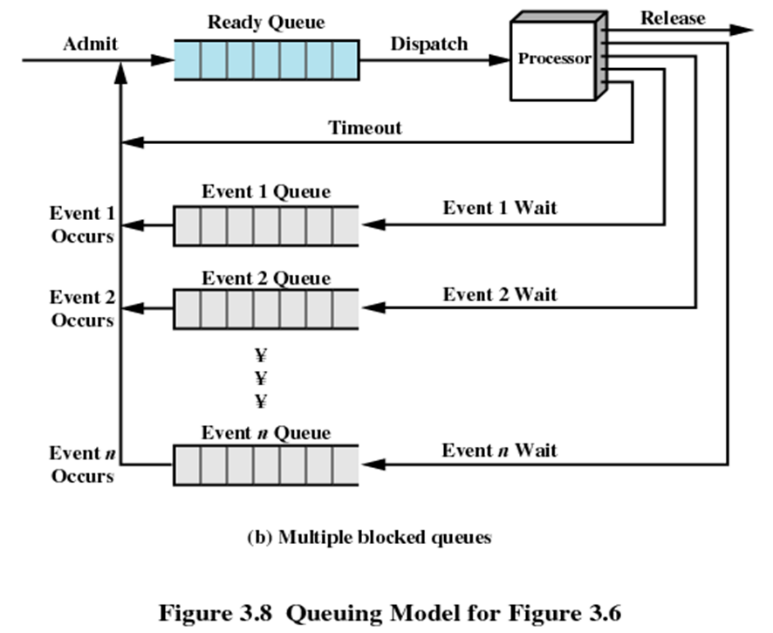 Ready Queue
Release
Admit
Dispatch
Processor
Timeout
Event 1 Queue
Event 1
Occurs
Event 1 Wait
Event 2 Queue
Event 2
Occurs
Event 2 Wait
¥
¥
¥
Event n Queue
Event n
Occurs
Event n Wait
(b) Multiple blocked queues
Figure 3.8 Queuing Model for Figure 3.6